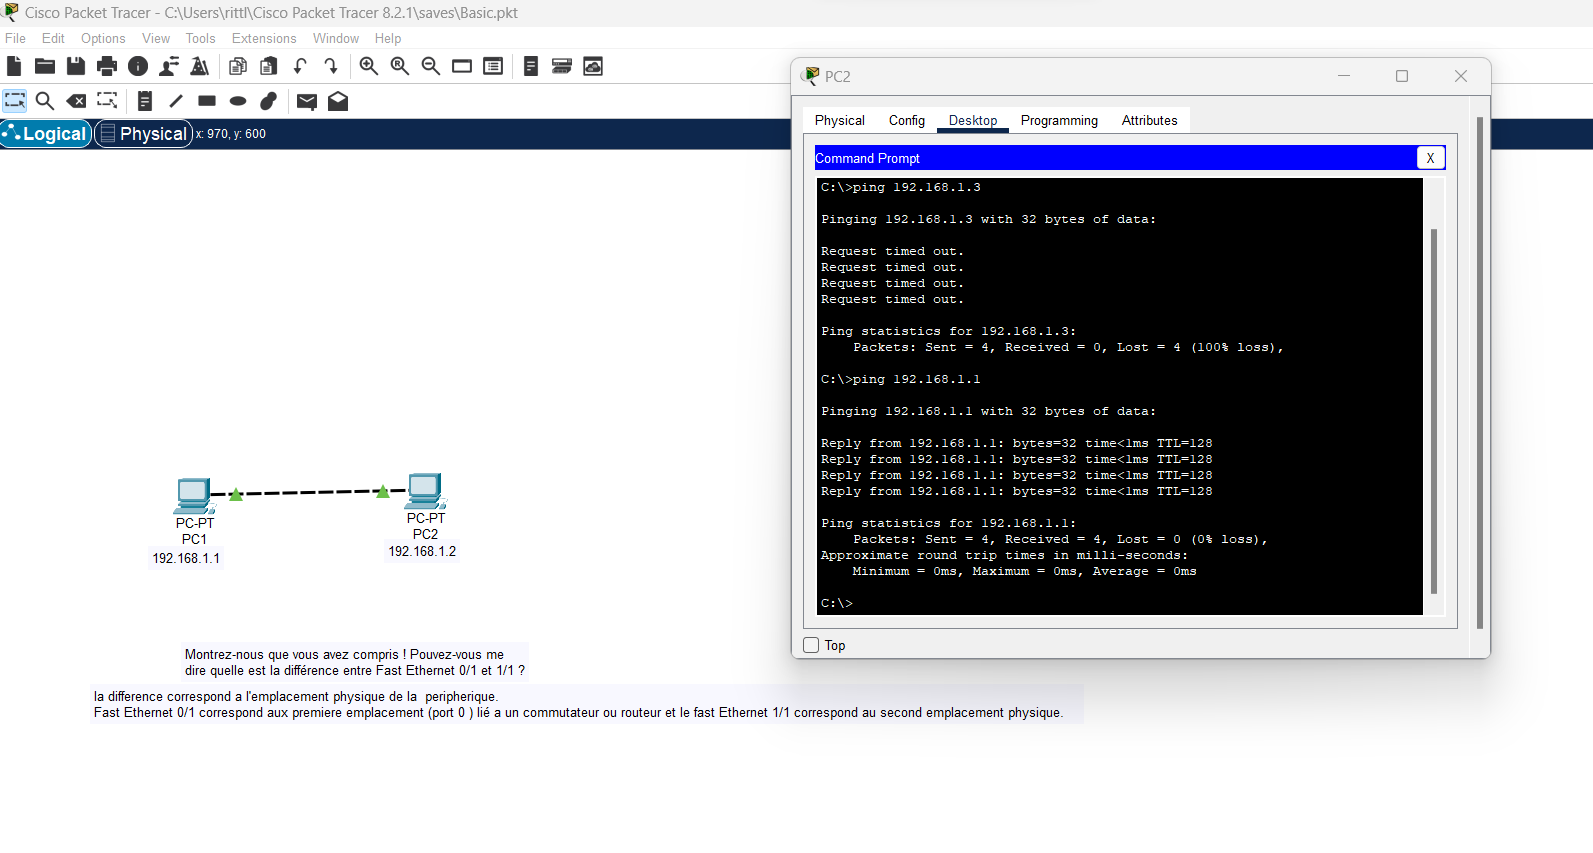 Cisco Packet Tracer - C:\Users\rittl\Cisco Packet Tracer 8.2.1\saves\Basic.pkt
File Edit Options View Tools Extensions Window Help
Logical Physical x: 970, y: 600
PC2
Physical Config Desktop Programming Attributes
Command Prompt X
C:\>ping 192.168.1.3
Pinging 192.168.1.3 with 32 bytes of data:
Request timed out.
Request timed out.
Request timed out.
Request timed out.
Ping statistics for 192.168.1.3:
Packets: Sent = 4, Received = 0, Lost = 4 (100% loss),
C:\>ping 192.168.1.1
Pinging 192.168.1.1 with 32 bytes of data:
Reply from 192.168.1.1: bytes=32 time<1ms TTL=128
Reply from 192.168.1.1: bytes=32 time<1ms TTL=128
Reply from 192.168.1.1: bytes=32 time<1ms TTL=128
Reply from 192.168.1.1: bytes=32 time<1ms TTL=128
Ping statistics for 192.168.1.1:
Packets: Sent = 4, Received = 4, Lost = 0 (0% loss),
Approximate round trip times in milli-seconds:
Minimum = 0ms, Maximum = 0ms, Average = 0ms
C:\>
Top
PC-PT
PC1
192.168.1.1
PC-PT
PC2
192.168.1.2
Montrez-nous que vous avez compris ! Pouvez-vous me
dire quelle est la différence entre Fast Ethernet 0/1 et 1/1 ?
la difference correspond a l'emplacement physique de la peripherique.
Fast Ethernet 0/1 correspond aux premiere emplacement (port 0 ) lié a un commutateur ou routeur et le fast Ethernet 1/1 correspond au second emplacement physique.